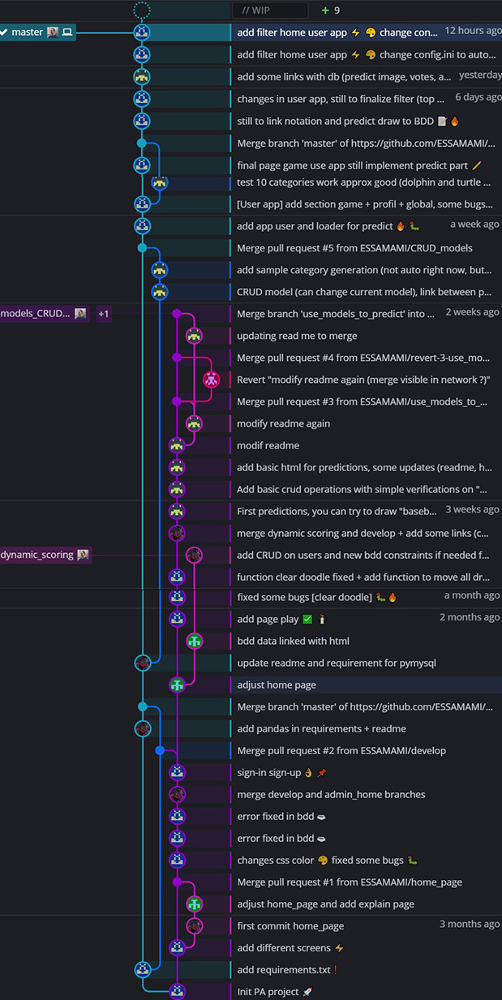 // WIP + 9
master add filter home user app ⚡ 🎨 change con... 12 hours ago
add filter home user app ⚡ 🎨 change config.ini to auto...
add some links with db (predict image, votes, a... yesterday
changes in user app, still to finalize filter (top ... 6 days ago
still to link notation and predict draw to BDD 📝 🔥
Merge branch 'master' of https://github.com/ESSAMAMI/...
final page game use app still implement predict part 🖍️
test 10 categories work approx good (dolphin and turtle ...
[User app] add section game + profil + global, some bugs...
add app user and loader for predict 🔥 🐛 a week ago
Merge pull request #5 from ESSAMAMI/CRUD_models
add sample category generation (not auto right now, but...
CRUD model (can change current model), link between p...
models_CRUD... +1 Merge branch 'use_models_to_predict' into ... 2 weeks ago
updating read me to merge
Merge pull request #4 from ESSAMAMI/revert-3-use_mo...
Revert "modify readme again (merge visible in network ?)"
Merge pull request #3 from ESSAMAMI/use_models_to_...
modify readme again
modif readme
add basic html for predictions, some updates (readme, h...
Add basic crud operations with simple verifications on "...
First predictions, you can try to draw "baseb... 3 weeks ago
merge dynamic scoring and develop + add some links (c...
dynamic_scoring add CRUD on users and new bdd constraints if needed f...
function clear doodle fixed + add function to move all dr...
fixed some bugs [clear doodle] 🐛 🔥 a month ago
add page play ✅ 2 months ago
bdd data linked with html
update readme and requirement for pymysql
adjust home page
Merge branch 'master' of https://github.com/ESSAMAMI/...
add pandas in requirements + readme
Merge pull request #2 from ESSAMAMI/develop
sign-in sign-up 👌 📌
merge develop and admin_home branches
error fixed in bdd
error fixed in bdd
changes css color 🎨 fixed some bugs 🐛
Merge pull request #1 from ESSAMAMI/home_page
adjust home_page and add explain page
first commit home_page 3 months ago
add different screens ⚡
add requirements.txt ❗
Init PA project 🚀